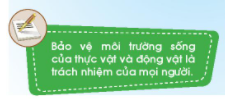 Bảo vệ môi trường sống
của thực vật và động vật là
trách nhiệm của mọi người.